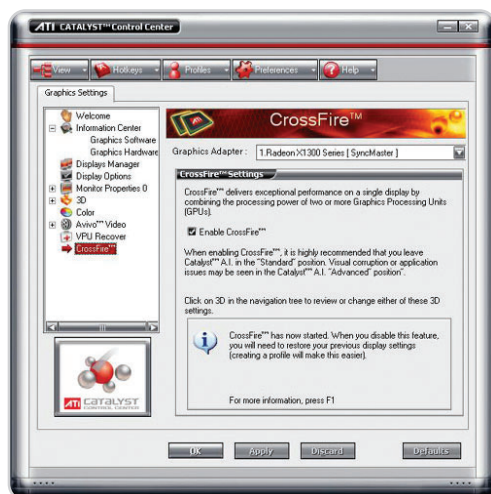 ATI CATALYST™ Control Center
View
Hotkeys
Profiles
Preferences
Help
Graphics Settings
Welcome
Information Center
Graphics Software
Graphics Hardware
Displays Manager
Display Options
Monitor Properties 0
3D
Color
Avivo™ Video
VPU Recover
CrossFire™
CrossFire™
Graphics Adapter :
1.Radeon X1300 Series [ SyncMaster ]
CrossFire™ Settings
CrossFire™ delivers exceptional performance on a single display by
combining the processing power of two or more Graphics Processing Units
(GPUs).
Enable CrossFire™
When enabling CrossFire™, it is highly recommended that you leave
Catalyst™ A.I. in the "Standard" position. Visual corruption or application
issues may be seen in the Catalyst™ A.I. "Advanced" position".
Click on 3D in the navigation tree to review or change either of these 3D
settings.
CrossFire™ has now started. When you disable this feature,
you will need to restore your previous display settings
(creating a profile will make this easier).
For more information, press F1
ATI CATALYST
CONTROL CENTER
OK
Apply
Discard
Defaults